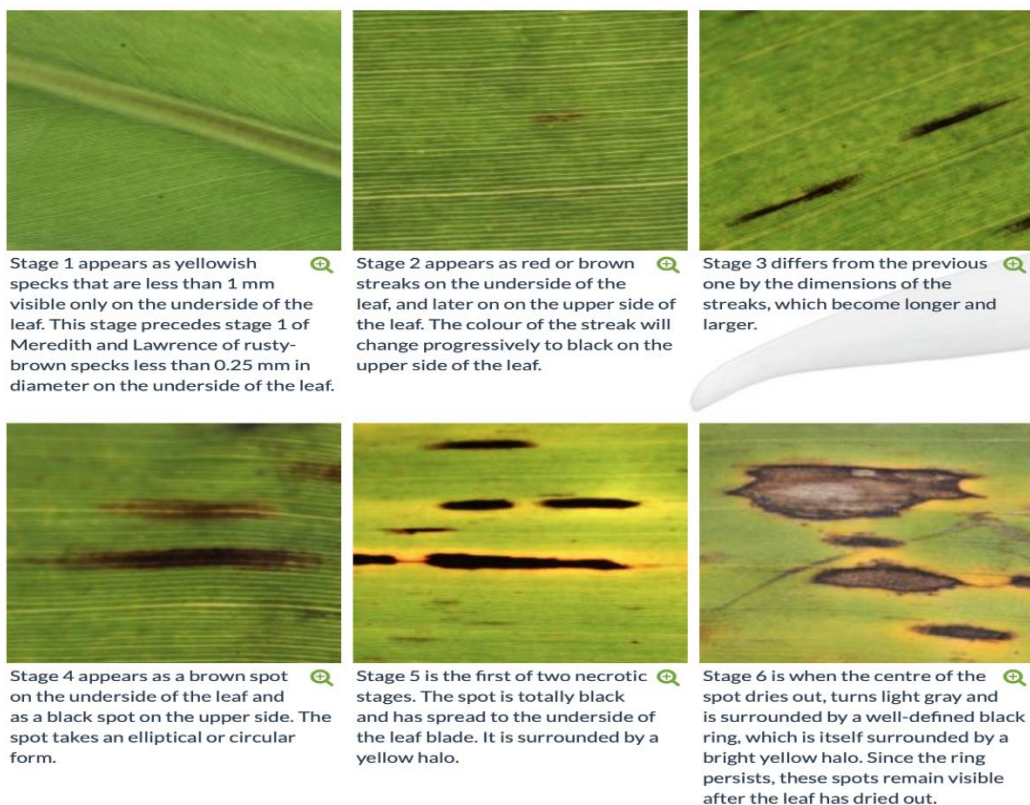 Stage 1 appears as yellowish
specks that are less than 1 mm
visible only on the underside of the
leaf. This stage precedes stage 1 of
Meredith and Lawrence of rusty-
brown specks less than 0.25 mm in
diameter on the underside of the leaf.
Stage 2 appears as red or brown
streaks on the underside of the
leaf, and later on on the upper side of
the leaf. The colour of the streak will
change progressively to black on the
upper side of the leaf.
Stage 3 differs from the previous
one by the dimensions of the
streaks, which become longer and
larger.
Stage 4 appears as a brown spot
on the underside of the leaf and
as a black spot on the upper side. The
spot takes an elliptical or circular
form.
Stage 5 is the first of two necrotic
stages. The spot is totally black
and has spread to the underside of
the leaf blade. It is surrounded by a
yellow halo.
Stage 6 is when the centre of the
spot dries out, turns light gray and
is surrounded by a well-defined black
ring, which is itself surrounded by a
bright yellow halo. Since the ring
persists, these spots remain visible
after the leaf has dried out.